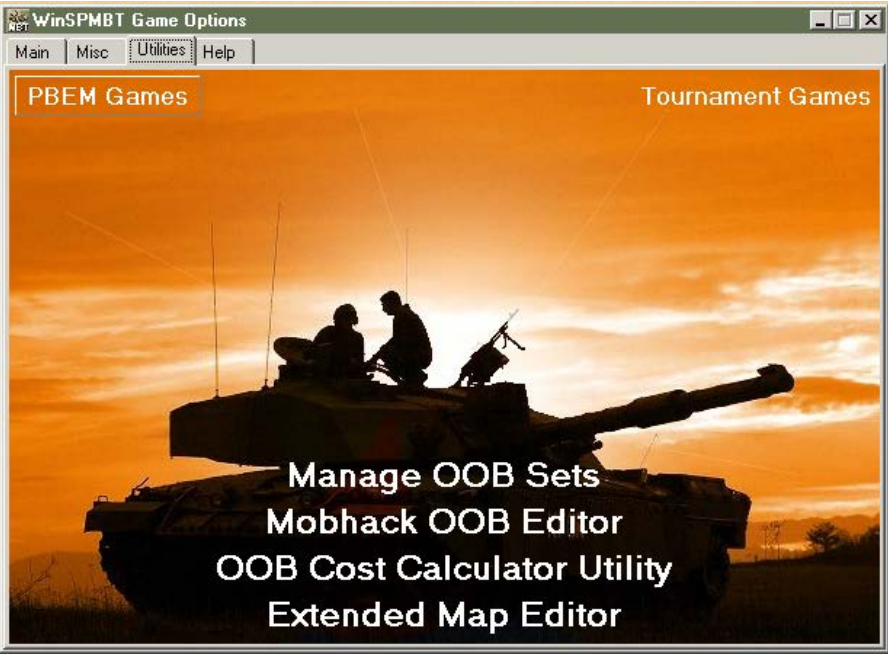 WinSPMBT Game Options
Main Misc Utilities Help
PBEM Games Tournament Games
Manage OOB Sets
Mobhack OOB Editor
OOB Cost Calculator Utility
Extended Map Editor